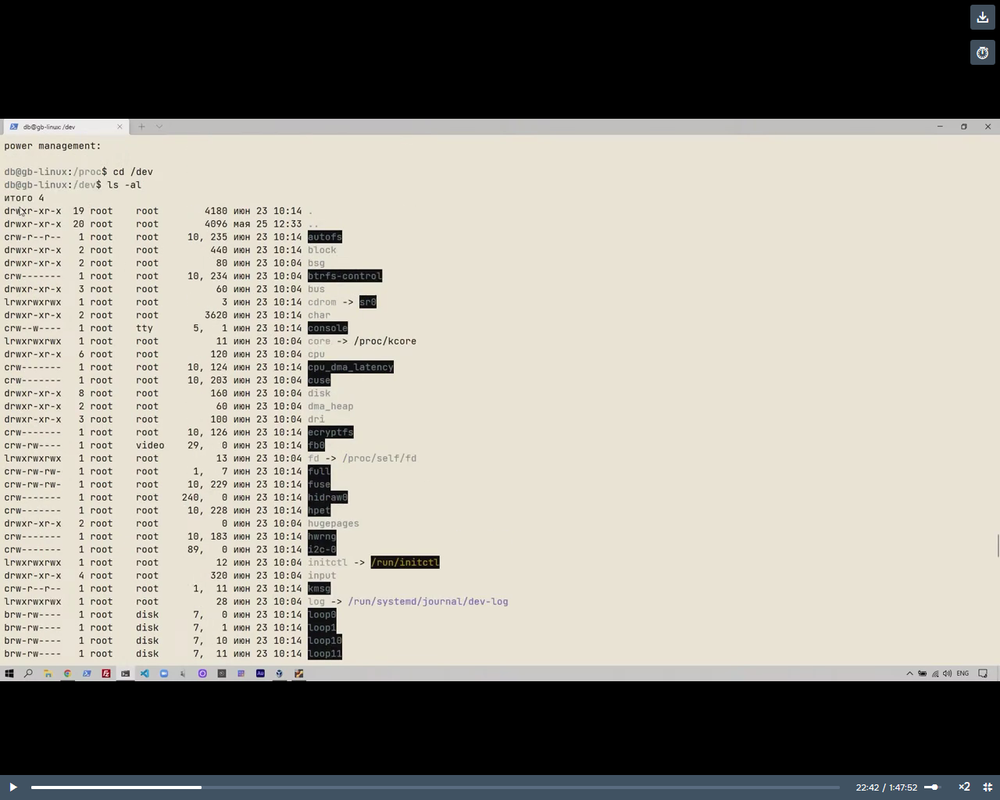 db@gb-linux: /dev
power management:
db@gb-linux:/proc$ cd /dev
db@gb-linux:/dev$ ls -al
итого 4
drwxr-xr-x  19 root    root        4180 июн 23 10:14 .
drwxr-xr-x  20 root    root        4096 мая 25 12:33 ..
crw-r--r--   1 root    root     10, 235 июн 23 10:14 autofs
drwxr-xr-x   2 root    root         440 июн 23 10:14 block
drwxr-xr-x   2 root    root          80 июн 23 10:04 bsg
crw-------   1 root    root     10, 234 июн 23 10:04 btrfs-control
drwxr-xr-x   3 root    root          60 июн 23 10:04 bus
lrwxrwxrwx   1 root    root           3 июн 23 10:14 cdrom -> sr0
drwxr-xr-x   2 root    root        3620 июн 23 10:14 char
crw--w----   1 root    tty      5,   1 июн 23 10:14 console
lrwxrwxrwx   1 root    root          11 июн 23 10:04 core -> /proc/kcore
drwxr-xr-x   6 root    root         120 июн 23 10:04 cpu
crw-------   1 root    root     10, 124 июн 23 10:14 cpu_dma_latency
crw-------   1 root    root     10, 203 июн 23 10:14 cuse
drwxr-xr-x   8 root    root         160 июн 23 10:04 disk
drwxr-xr-x   2 root    root          60 июн 23 10:04 dma_heap
drwxr-xr-x   3 root    root         100 июн 23 10:04 dri
crw-------   1 root    root     10, 126 июн 23 10:14 ecryptfs
crw-rw----   1 root    video    29,   0 июн 23 10:14 fb0
lrwxrwxrwx   1 root    root          13 июн 23 10:04 fd -> /proc/self/fd
crw-rw-rw-   1 root    root      1,   7 июн 23 10:14 full
crw-rw-rw-   1 root    root     10, 229 июн 23 10:14 fuse
crw-------   1 root    root    240,   0 июн 23 10:14 hidraw0
crw-------   1 root    root     10, 228 июн 23 10:14 hpet
drwxr-xr-x   2 root    root           0 июн 23 10:04 hugepages
crw-------   1 root    root     10, 183 июн 23 10:14 hwrng
crw-------   1 root    root     89,   0 июн 23 10:14 i2c-0
lrwxrwxrwx   1 root    root          12 июн 23 10:04 initctl -> /run/initctl
drwxr-xr-x   4 root    root         320 июн 23 10:04 input
crw-r--r--   1 root    root      1,  11 июн 23 10:14 kmsg
lrwxrwxrwx   1 root    root          28 июн 23 10:04 log -> /run/systemd/journal/dev-log
brw-rw----   1 root    disk      7,   0 июн 23 10:14 loop0
brw-rw----   1 root    disk      7,   1 июн 23 10:14 loop1
brw-rw----   1 root    disk      7,  10 июн 23 10:14 loop10
brw-rw----   1 root    disk      7,  11 июн 23 10:14 loop11
Au ENG
22:42 / 1:47:52 ×2